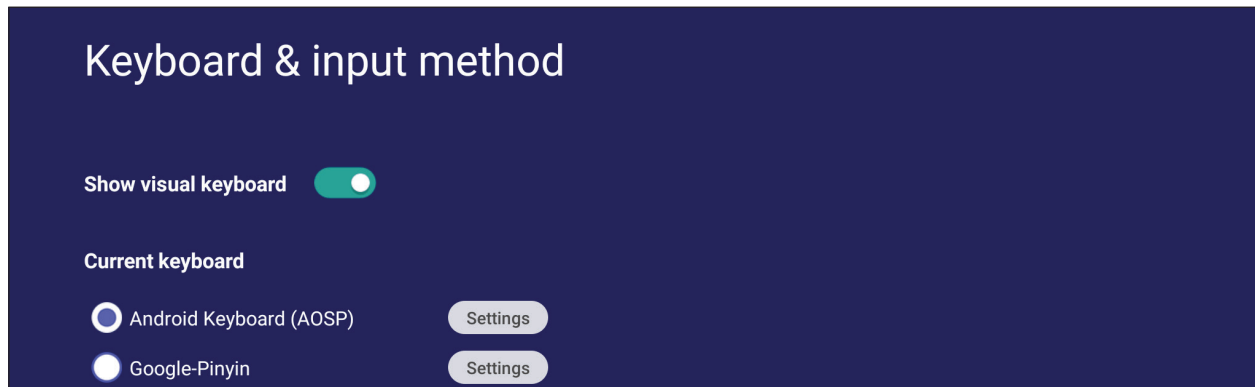 Keyboard & input method
Show visual keyboard
Current keyboard
Android Keyboard (AOSP) Settings
Google-Pinyin Settings